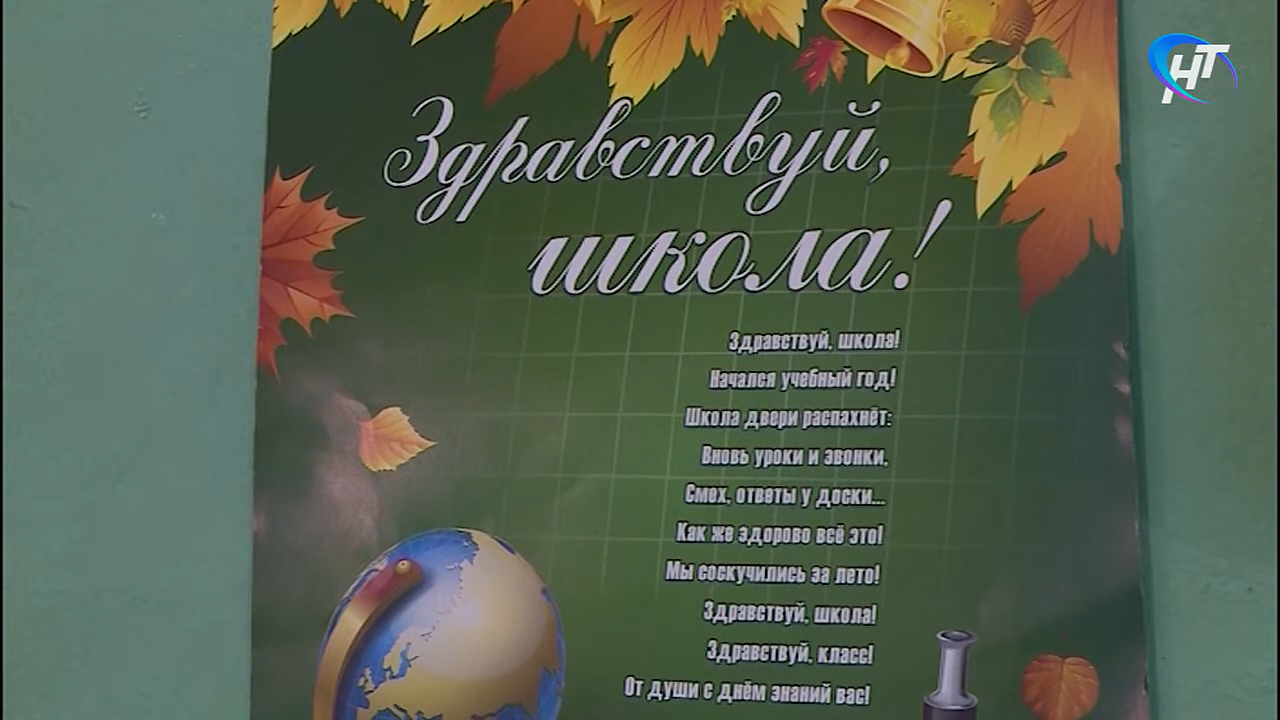 НТ
Здравствуй,
школа!
Здравствуй, школа!
Начался учебный год!
Школа двери распахнёт:
Вновь уроки и звонки,
Смех, ответы у доски...
Как же здорово всё это!
Мы соскучились за лето!
Здравствуй, школа!
Здравствуй, класс!
От души с днём знаний вас!